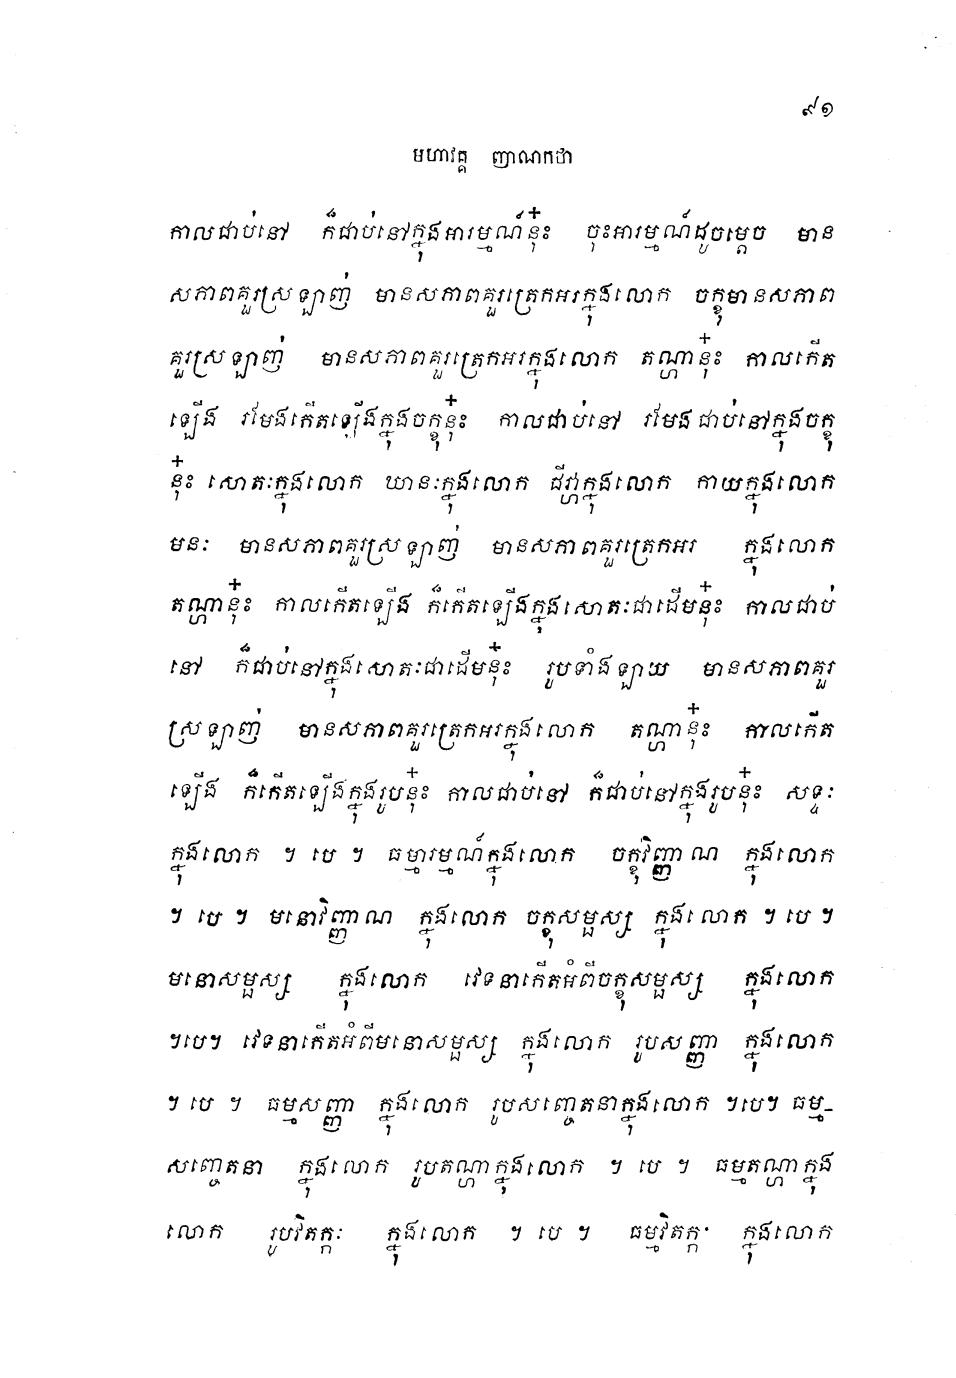 ៩១
មហាវគ្គ ញាណកថា
កាលជាប់នៅ ក៏ជាប់នៅក្នុងអារម្មណ៍នុ៎ះ ចុះអារម្មណ៍ដូចម្តេច មាន
សភាពគួរស្រឡាញ់ មានសភាពគួរត្រេកអរក្នុងលោក ចក្ខុមានសភាព
គួរស្រឡាញ់ មានសភាពគួរត្រេកអរក្នុងលោក តណ្ហានុ៎ះ កាលកើត
ឡើង រមែងកើតឡើងក្នុងចក្ខុនុ៎ះ កាលជាប់នៅ រមែងជាប់នៅក្នុងចក្ខុ
នុ៎ះ សោតៈក្នុងលោក ឃានៈក្នុងលោក ជីវ្ហាក្នុងលោក កាយក្នុងលោក
មនៈ មានសភាពគួរស្រឡាញ់ មានសភាពគួរត្រេកអរ ក្នុងលោក
តណ្ហានុ៎ះ កាលកើតឡើង ក៏កើតឡើងក្នុងសោតៈជាដើមនុ៎ះ កាលជាប់
នៅ ក៏ជាប់នៅក្នុងសោតៈជាដើមនុ៎ះ រូបទាំងឡាយ មានសភាពគួរ
ស្រឡាញ់ មានសភាពគួរត្រេកអរក្នុងលោក តណ្ហានុ៎ះ កាលកើត
ឡើង ក៏កើតឡើងក្នុងរូបនុ៎ះ កាលជាប់នៅ ក៏ជាប់នៅក្នុងរូបនុ៎ះ សទ្ទៈ
ក្នុងលោក ។ បេ ។ ធម្មារម្មណ៍ក្នុងលោក ចក្ខុវិញ្ញាណ ក្នុងលោក
។ បេ ។ មនោវិញ្ញាណ ក្នុងលោក ចក្ខុសម្ផស្ស ក្នុងលោក ។ បេ ។
មនោសម្ផស្ស ក្នុងលោក វេទនាកើតអំពីចក្ខុសម្ផស្ស ក្នុងលោក
។បេ។ វេទនាកើតអំពីមនោសម្ផស្ស ក្នុងលោក រូបសញ្ញា ក្នុងលោក
។ បេ ។ ធម្មសញ្ញា ក្នុងលោក រូបសញ្ចេតនាក្នុងលោក ។បេ។ ធម្ម-
សញ្ចេតនា ក្នុងលោក រូបតណ្ហាក្នុងលោក ។ បេ ។ ធម្មតណ្ហាក្នុង
លោក រូបវិតក្កៈ ក្នុងលោក ។ បេ ។ ធម្មវិតក្កៈ ក្នុងលោក